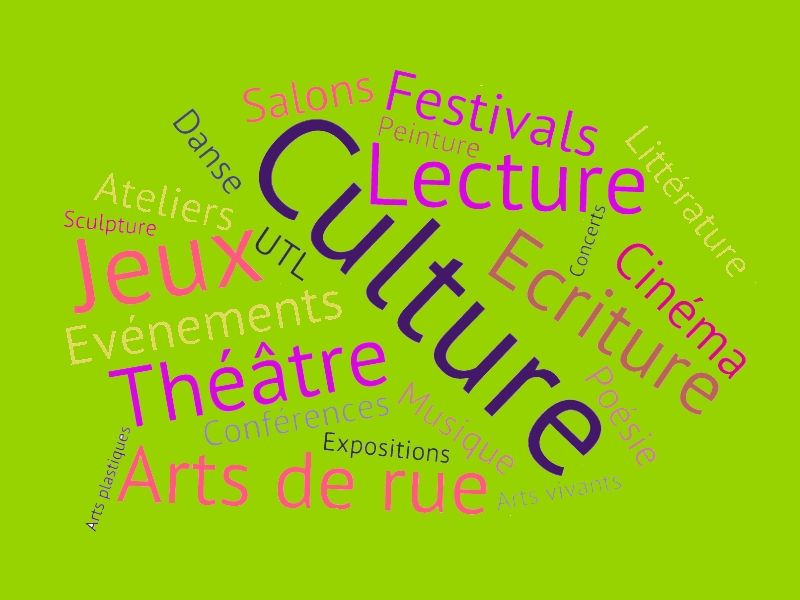 Salons
Festivals
Peinture
Danse
Culture
Lecture
Littérature
Ateliers
Sculpture
Jeux
UTL
Concerts
Ecriture
Cinéma
Evénements
Théâtre
Conférences
Musique
Poésie
Expositions
Arts plastiques
Arts de rue
Arts vivants